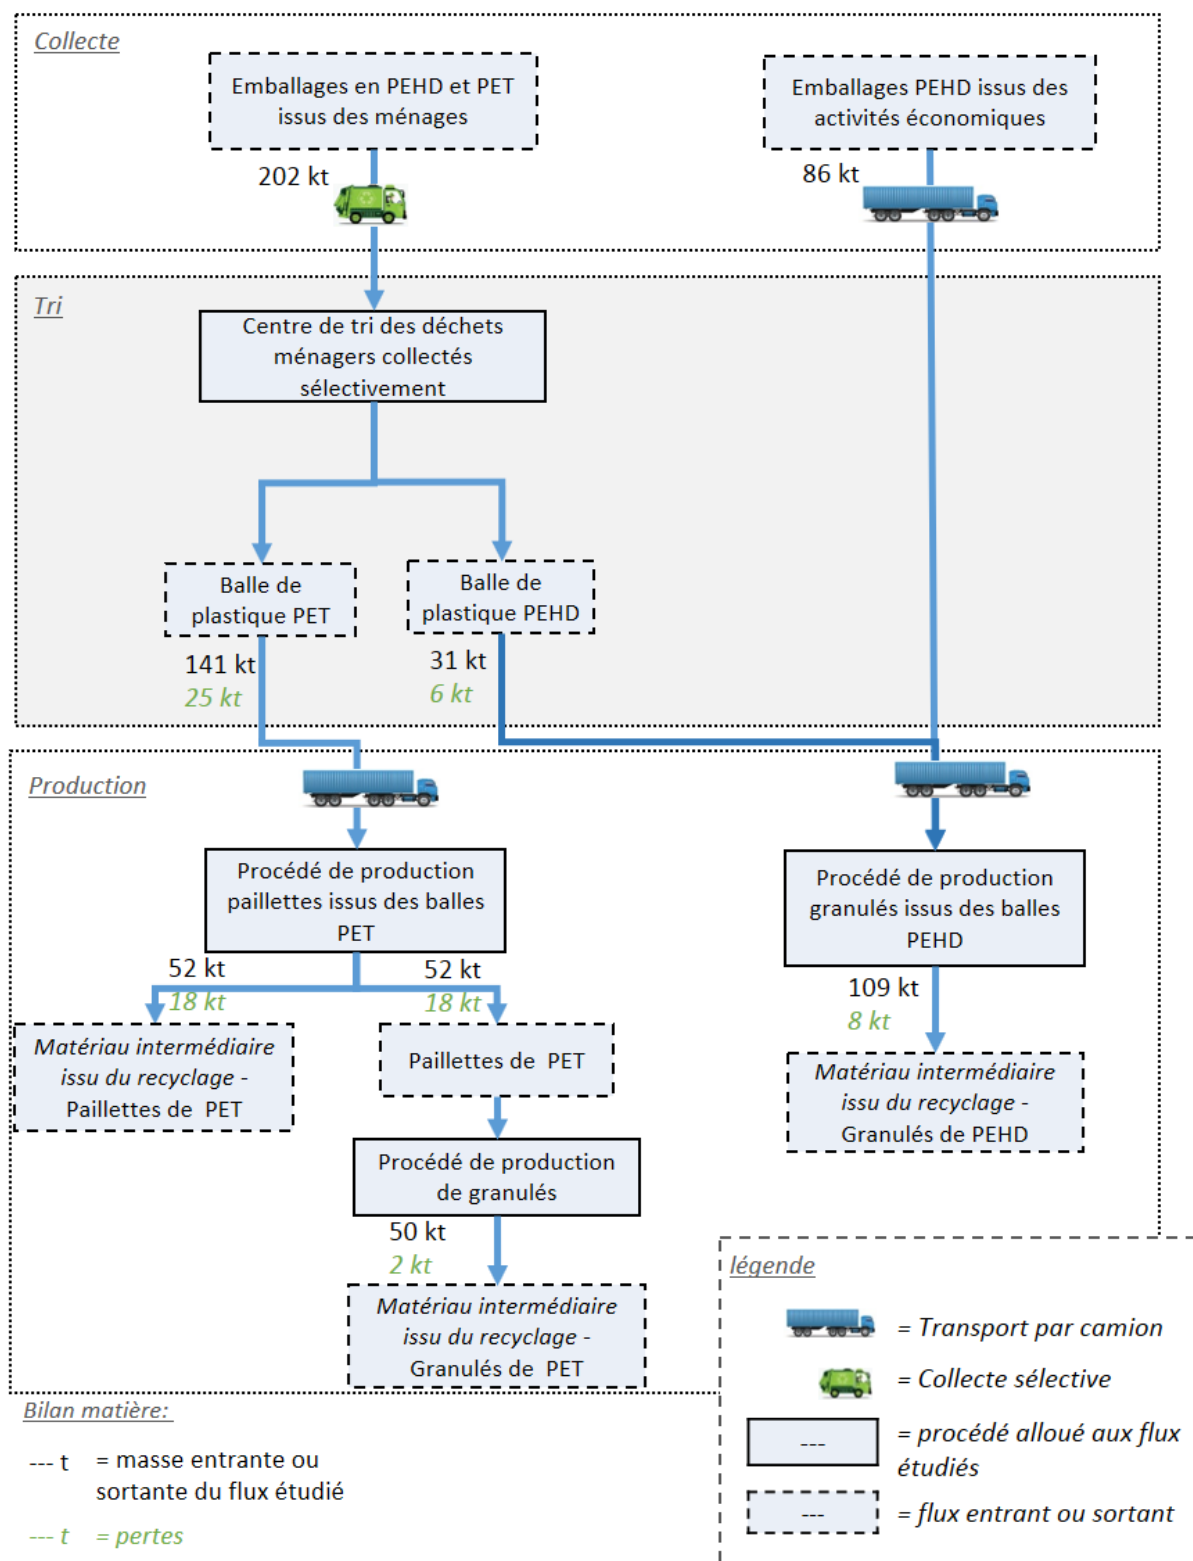 Collecte
Emballages en PEHD et PET
issus des ménages
Emballages PEHD issus des
activités économiques
202 kt
86 kt
Tri
Centre de tri des déchets
ménagers collectés
sélectivement
Balle de
plastique PET
Balle de
plastique PEHD
141 kt
25 kt
31 kt
6 kt
Production
Procédé de production
paillettes issus des balles
PET
Procédé de production
granulés issus des balles
PEHD
52 kt
18 kt
52 kt
18 kt
109 kt
8 kt
Matériau intermédiaire
issu du recyclage -
Paillettes de PET
Paillettes de PET
Matériau intermédiaire
issu du recyclage -
Granulés de PEHD
Procédé de production
de granulés
50 kt
2 kt
Matériau intermédiaire
issu du recyclage -
Granulés de PET
légende
= Transport par camion
= Collecte sélective
--- = procédé alloué aux flux
étudiés
--- = flux entrant ou sortant
Bilan matière:
--- t = masse entrante ou
sortante du flux étudié
--- t = pertes